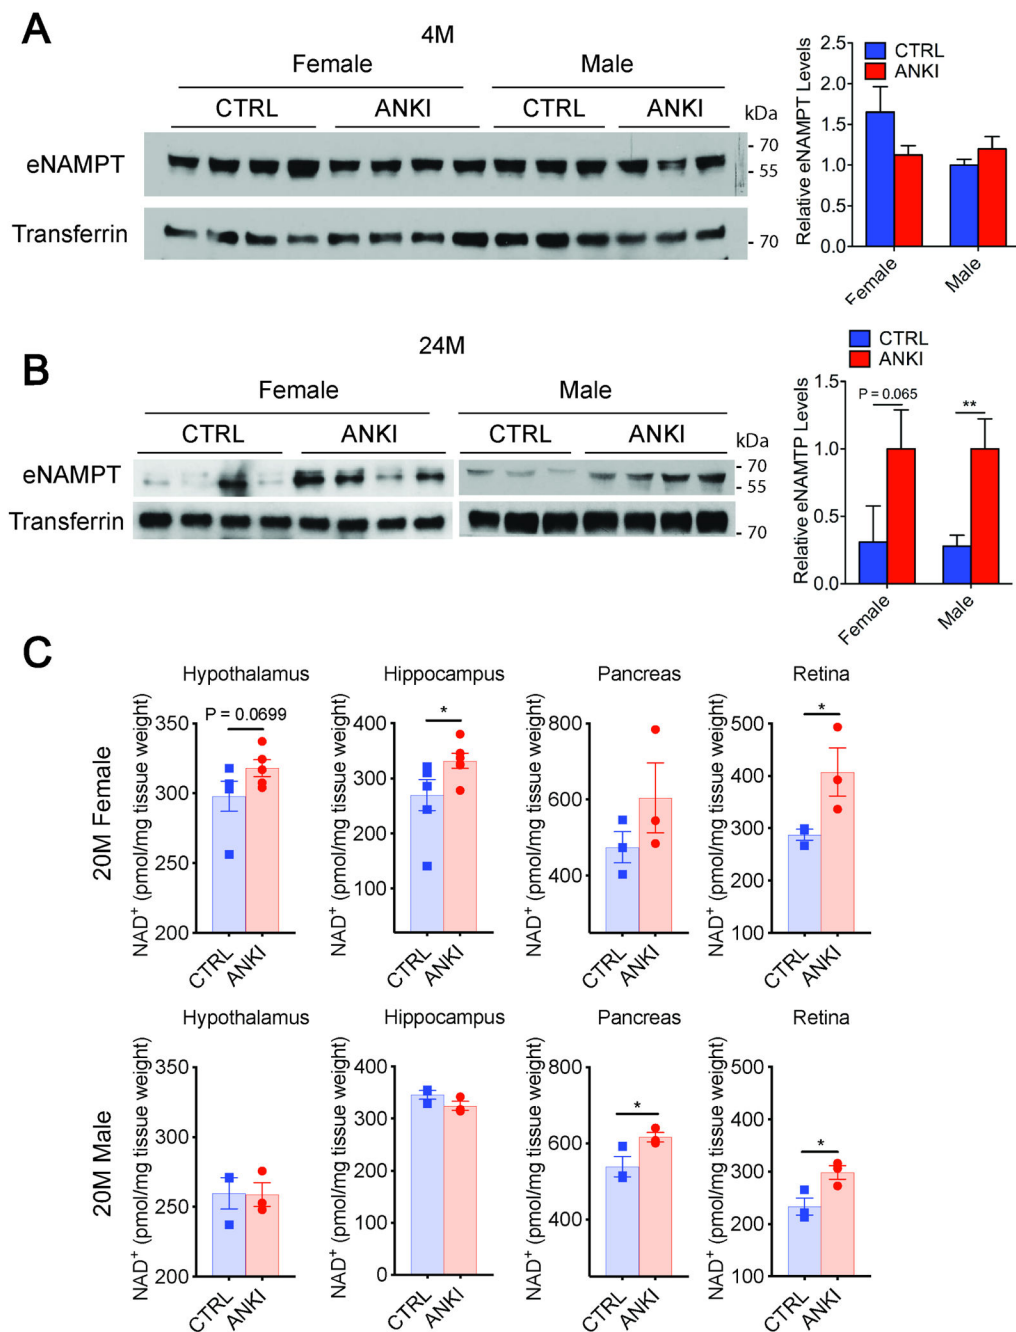 A
4M
Female Male
CTRL ANKI CTRL ANKI
kDa
eNAMPT
- 70
- 55
Transferrin
- 70
Relative eNAMPT Levels
2.5
2.0
1.5
1.0
0.5
0.0
CTRL
ANKI
Female Male
B
24M
Female Male
CTRL ANKI CTRL ANKI
kDa
eNAMPT
- 70
- 55
Transferrin
- 70
CTRL
ANKI
Relative eNAMTP Levels
1.5
1.0
0.5
0.0
P = 0.065
**
Female Male
C
20M Female
Hypothalamus
NAD+ (pmol/mg tissue weight)
350
300
250
200
P = 0.0699
CTRL ANKI
Hippocampus
NAD+ (pmol/mg tissue weight)
400
300
200
100
*
CTRL ANKI
Pancreas
NAD+ (pmol/mg tissue weight)
800
600
400
CTRL ANKI
Retina
NAD+ (pmol/mg tissue weight)
500
400
300
200
100
*
CTRL ANKI
20M Male
Hypothalamus
NAD+ (pmol/mg tissue weight)
350
300
250
200
CTRL ANKI
Hippocampus
NAD+ (pmol/mg tissue weight)
400
300
200
100
0
CTRL ANKI
Pancreas
NAD+ (pmol/mg tissue weight)
800
600
400
*
CTRL ANKI
Retina
NAD+ (pmol/mg tissue weight)
500
400
300
200
100
*
CTRL ANKI